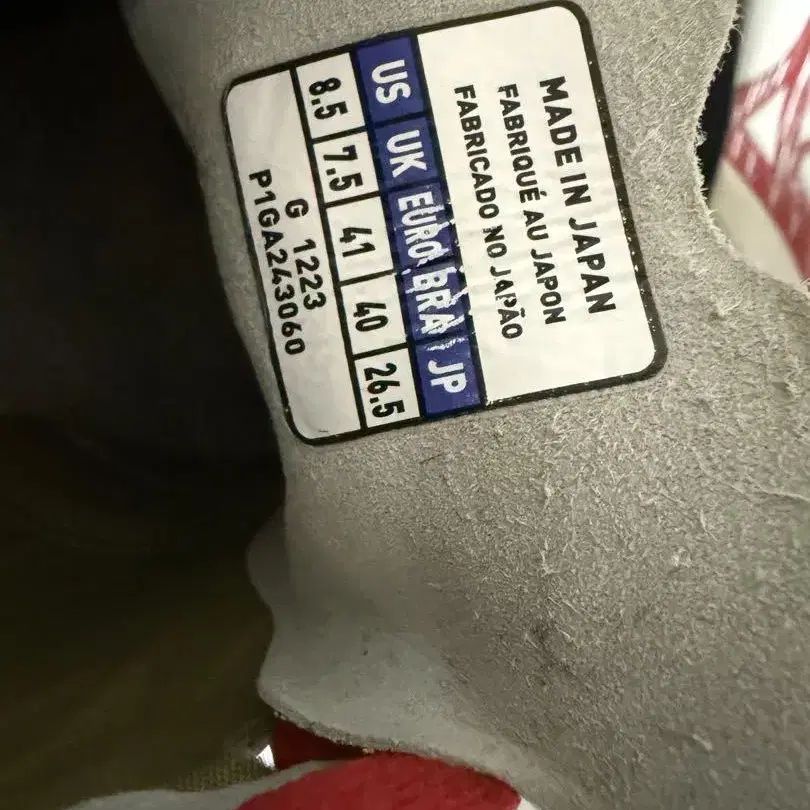 MADE IN JAPAN
FABRIQUÉ AU JAPON
FABRICADO NO JAPÃO
US UK EURO BRA JP
8.5 7.5 41 40 26.5
G 1223
P1GA243060